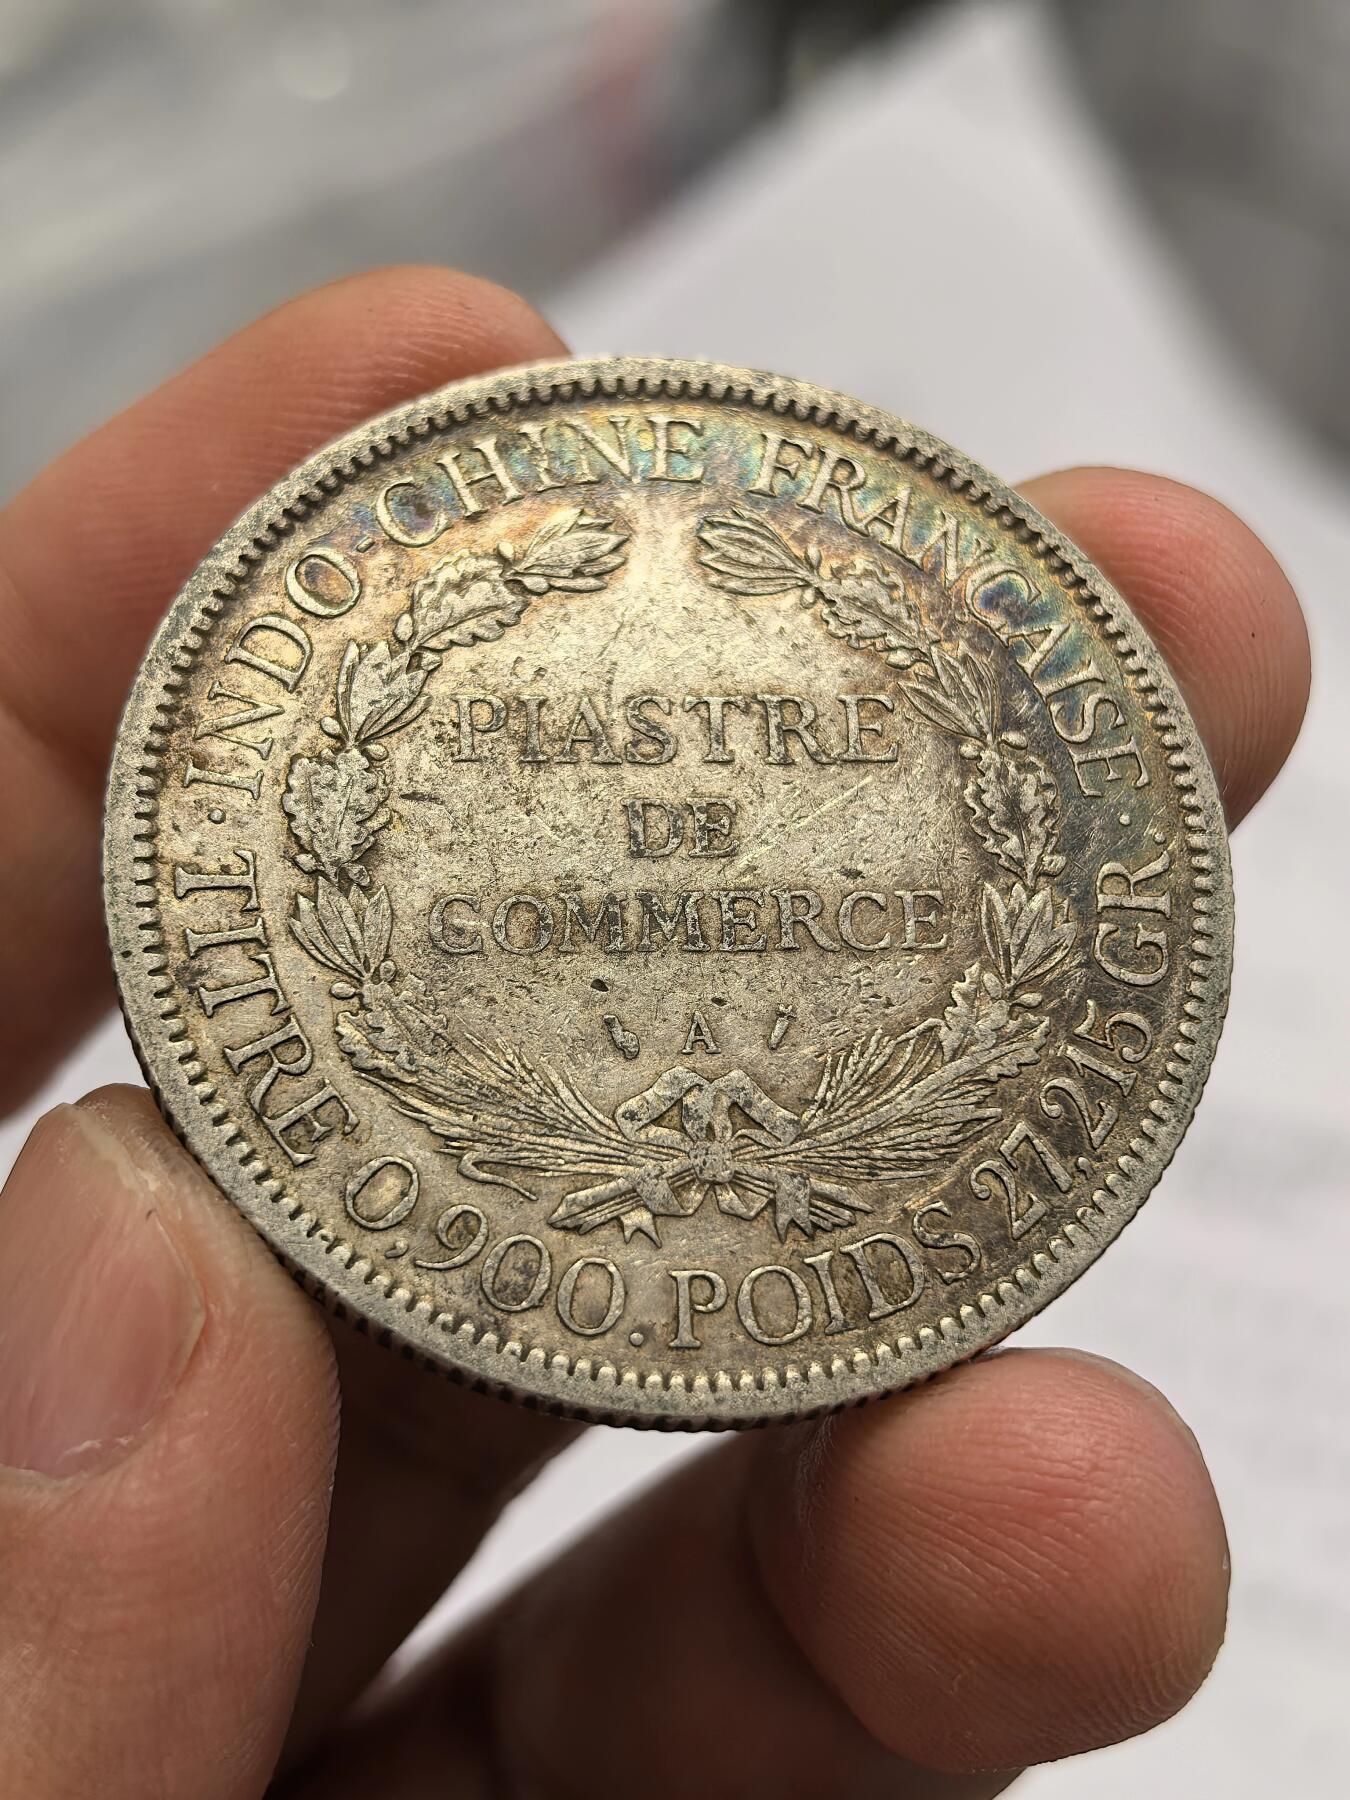 INDO-CHINE FRANÇAISE
PIASTRE
DE
COMMERCE
A
TITRE 0,900. POIDS 27,215 GR.